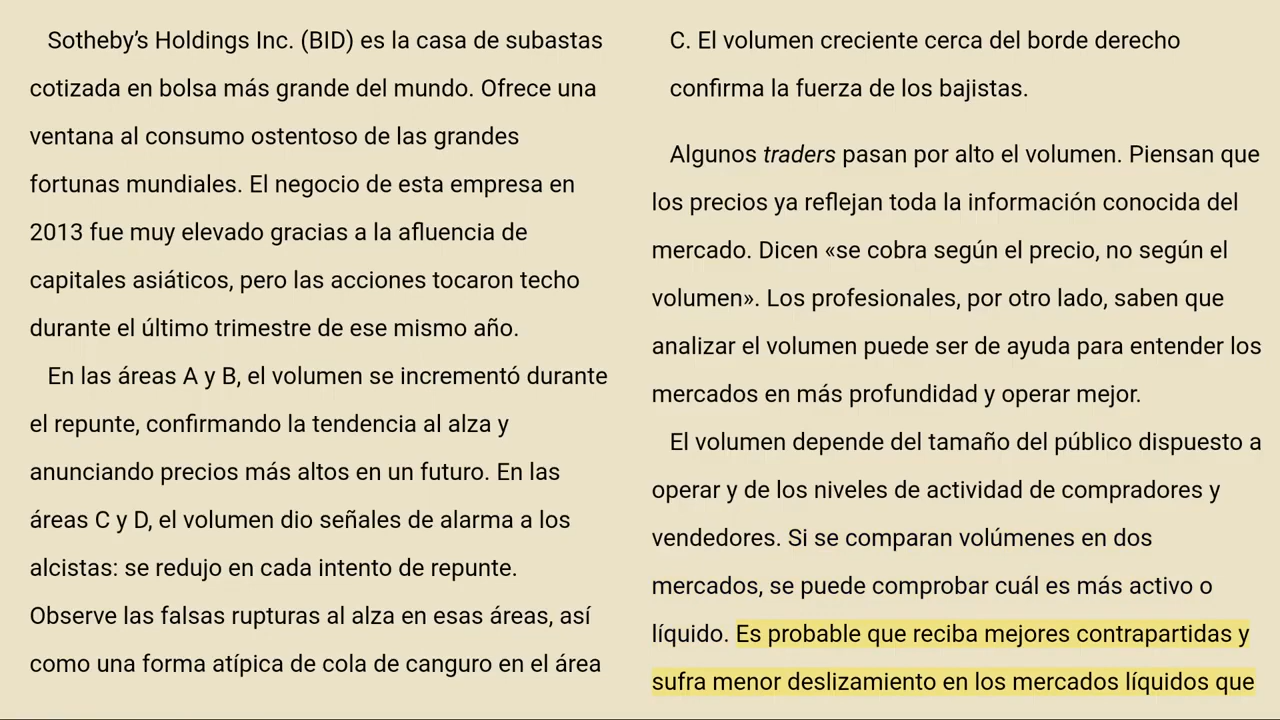 Sotheby’s Holdings Inc. (BID) es la casa de subastas
cotizada en bolsa más grande del mundo. Ofrece una
ventana al consumo ostentoso de las grandes
fortunas mundiales. El negocio de esta empresa en
2013 fue muy elevado gracias a la afluencia de
capitales asiáticos, pero las acciones tocaron techo
durante el último trimestre de ese mismo año.
En las áreas A y B, el volumen se incrementó durante
el repunte, confirmando la tendencia al alza y
anunciando precios más altos en un futuro. En las
áreas C y D, el volumen dio señales de alarma a los
alcistas: se redujo en cada intento de repunte.
Observe las falsas rupturas al alza en esas áreas, así
como una forma atípica de cola de canguro en el área
C. El volumen creciente cerca del borde derecho
confirma la fuerza de los bajistas.
Algunos traders pasan por alto el volumen. Piensan que
los precios ya reflejan toda la información conocida del
mercado. Dicen «se cobra según el precio, no según el
volumen». Los profesionales, por otro lado, saben que
analizar el volumen puede ser de ayuda para entender los
mercados en más profundidad y operar mejor.
El volumen depende del tamaño del público dispuesto a
operar y de los niveles de actividad de compradores y
vendedores. Si se comparan volúmenes en dos
mercados, se puede comprobar cuál es más activo o
líquido. Es probable que reciba mejores contrapartidas y
sufra menor deslizamiento en los mercados líquidos que